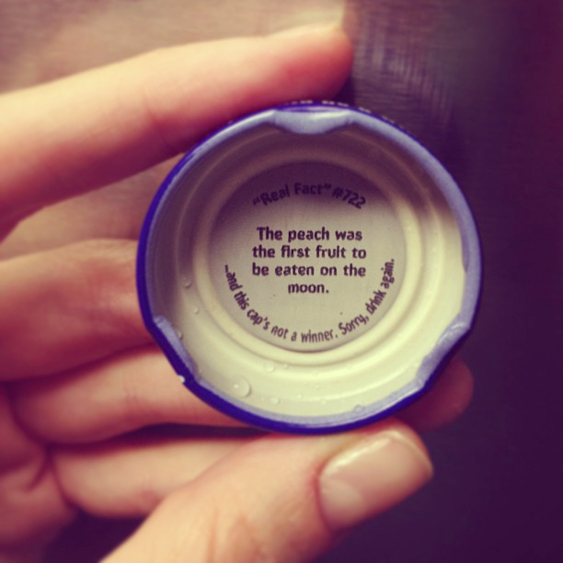 "Real Fact" #722
The peach was
the first fruit to
be eaten on the
moon.
...and this cap's not a winner. Sorry, drink again.